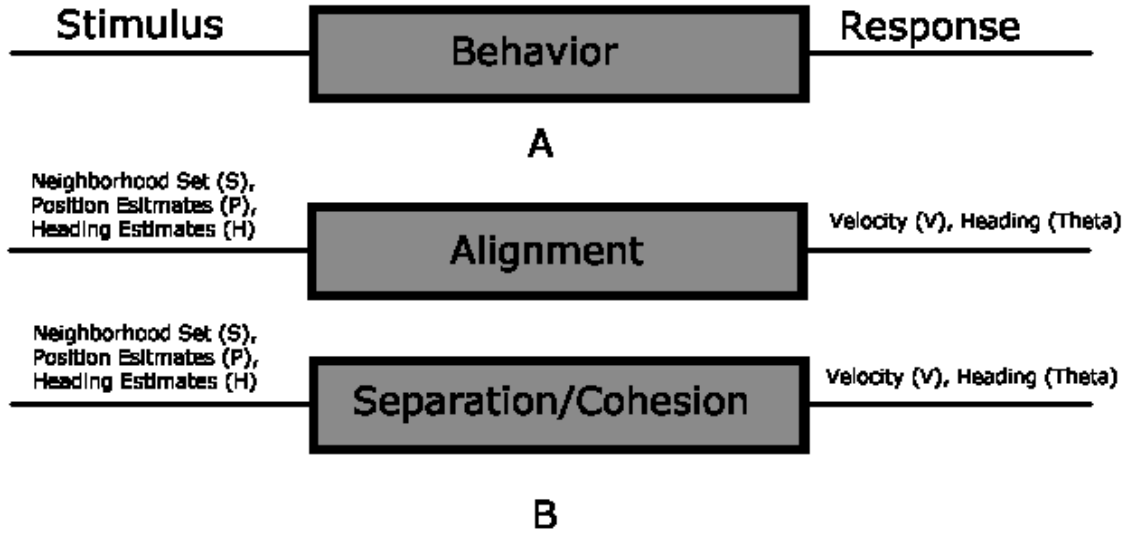 Stimulus
Behavior
Response
A
Neighborhood Set (S),
Position Esitmates (P),
Heading Estimates (H)
Alignment
Velocity (V), Heading (Theta)
Neighborhood Set (S),
Position Esitmates (P),
Heading Estimates (H)
Separation/Cohesion
Velocity (V), Heading (Theta)
B